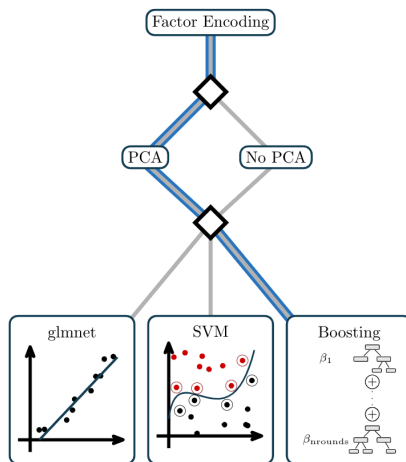 Factor Encoding
PCA
No PCA
glmnet
SVM
Boosting
β1
βnrounds